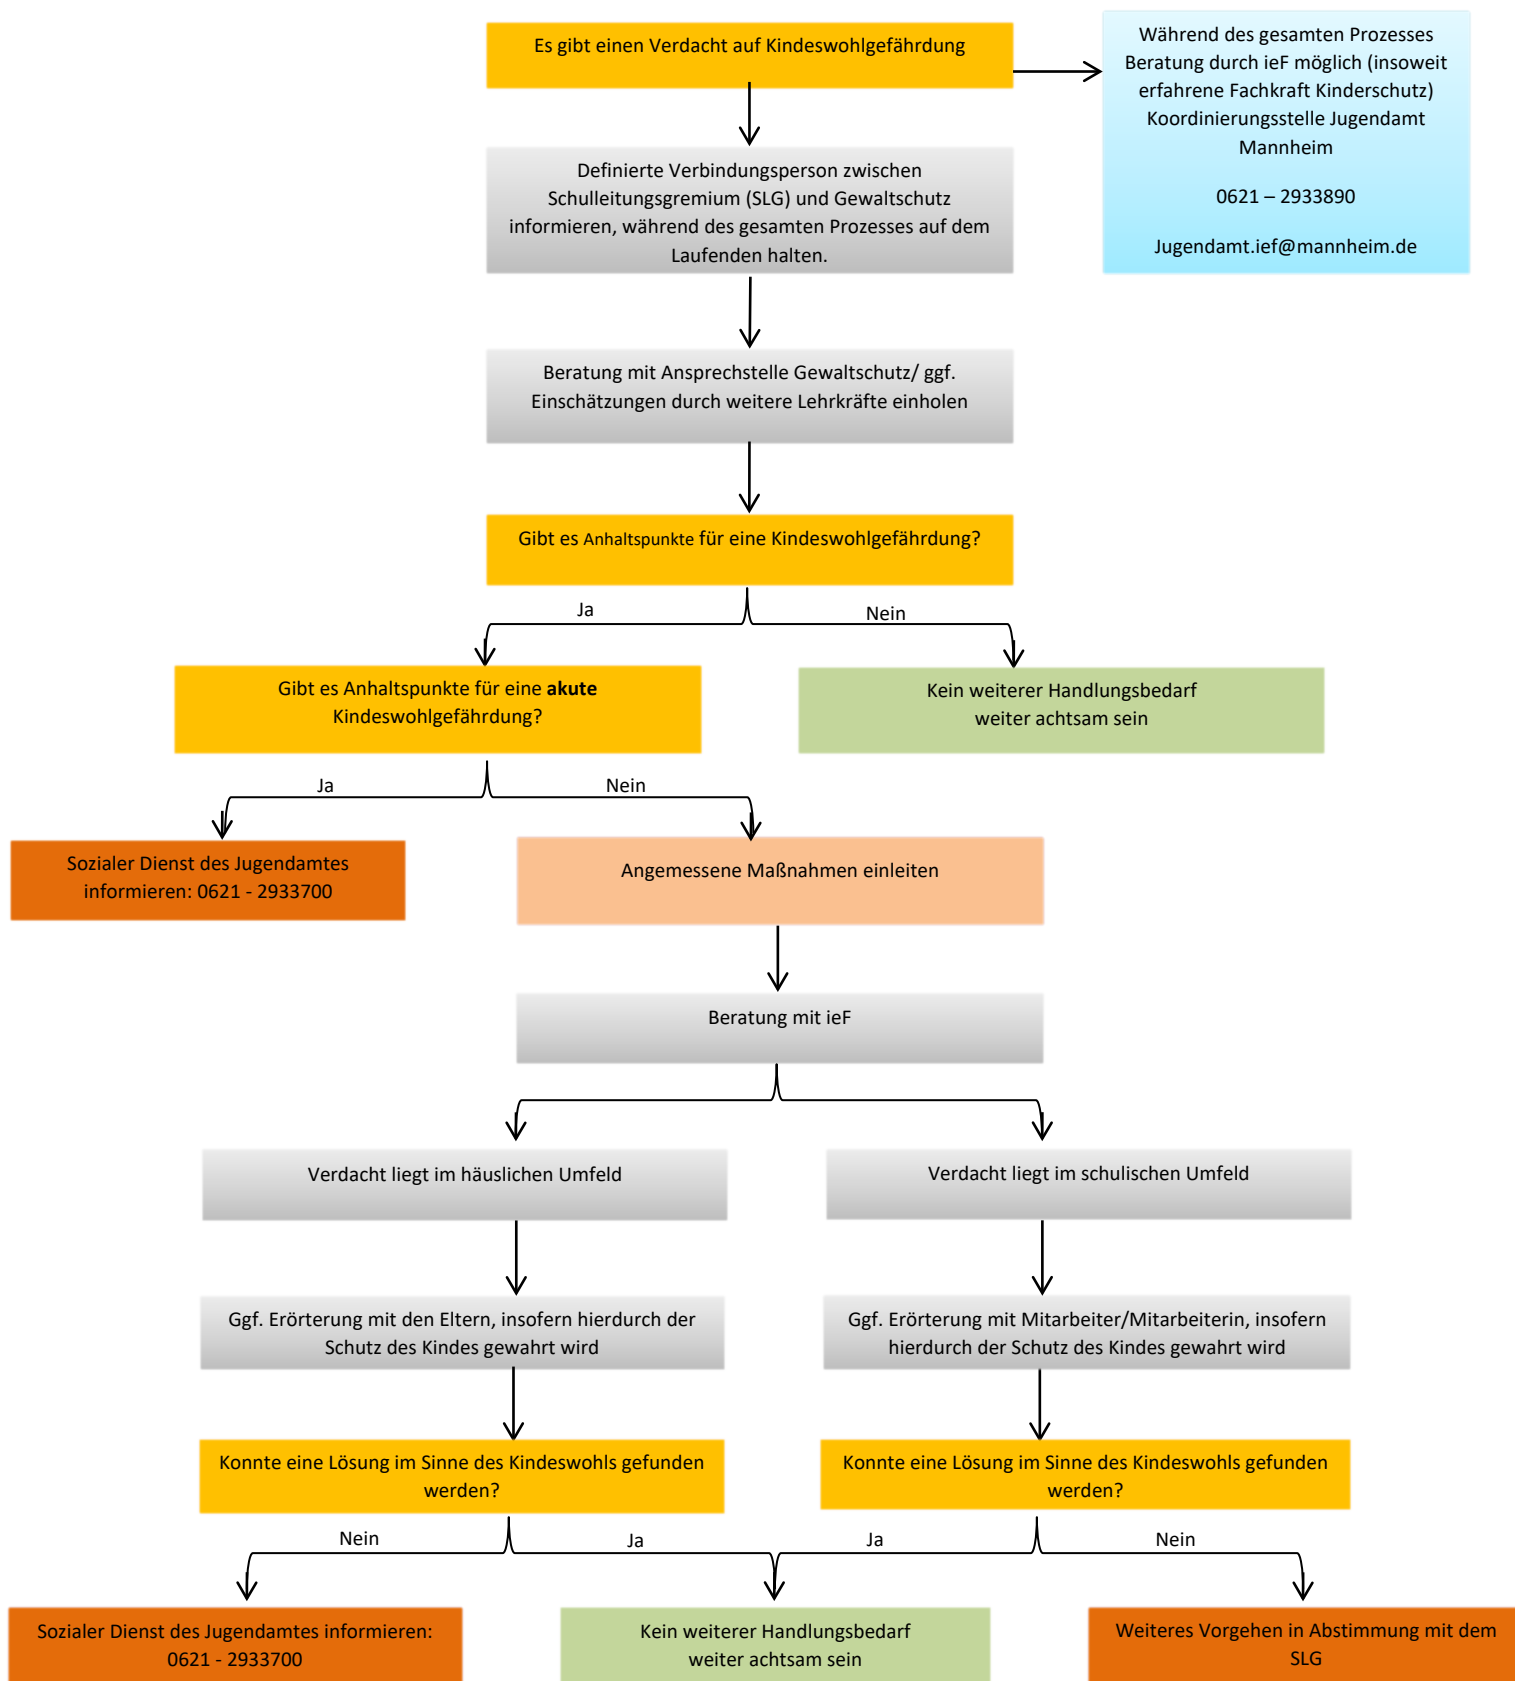 Es gibt einen Verdacht auf Kindeswohlgefährdung
Während des gesamten Prozesses
Beratung durch ieF möglich (insoweit
erfahrene Fachkraft Kinderschutz)
Koordinierungsstelle Jugendamt
Mannheim
0621 – 2933890
Jugendamt.ief@mannheim.de
Definierte Verbindungsperson zwischen
Schulleitungsgremium (SLG) und Gewaltschutz
informieren, während des gesamten Prozesses auf dem
Laufenden halten.
Beratung mit Ansprechstelle Gewaltschutz/ ggf.
Einschätzungen durch weitere Lehrkräfte einholen
Gibt es Anhaltspunkte für eine Kindeswohlgefährdung?
Ja
Nein
Gibt es Anhaltspunkte für eine akute
Kindeswohlgefährdung?
Kein weiterer Handlungsbedarf
weiter achtsam sein
Ja
Nein
Sozialer Dienst des Jugendamtes
informieren: 0621 - 2933700
Angemessene Maßnahmen einleiten
Beratung mit ieF
Verdacht liegt im häuslichen Umfeld
Verdacht liegt im schulischen Umfeld
Ggf. Erörterung mit den Eltern, insofern hierdurch der
Schutz des Kindes gewahrt wird
Ggf. Erörterung mit Mitarbeiter/Mitarbeiterin, insofern
hierdurch der Schutz des Kindes gewahrt wird
Konnte eine Lösung im Sinne des Kindeswohls gefunden
werden?
Konnte eine Lösung im Sinne des Kindeswohls gefunden
werden?
Nein
Ja
Ja
Nein
Sozialer Dienst des Jugendamtes informieren:
0621 - 2933700
Kein weiterer Handlungsbedarf
weiter achtsam sein
Weiteres Vorgehen in Abstimmung mit dem
SLG